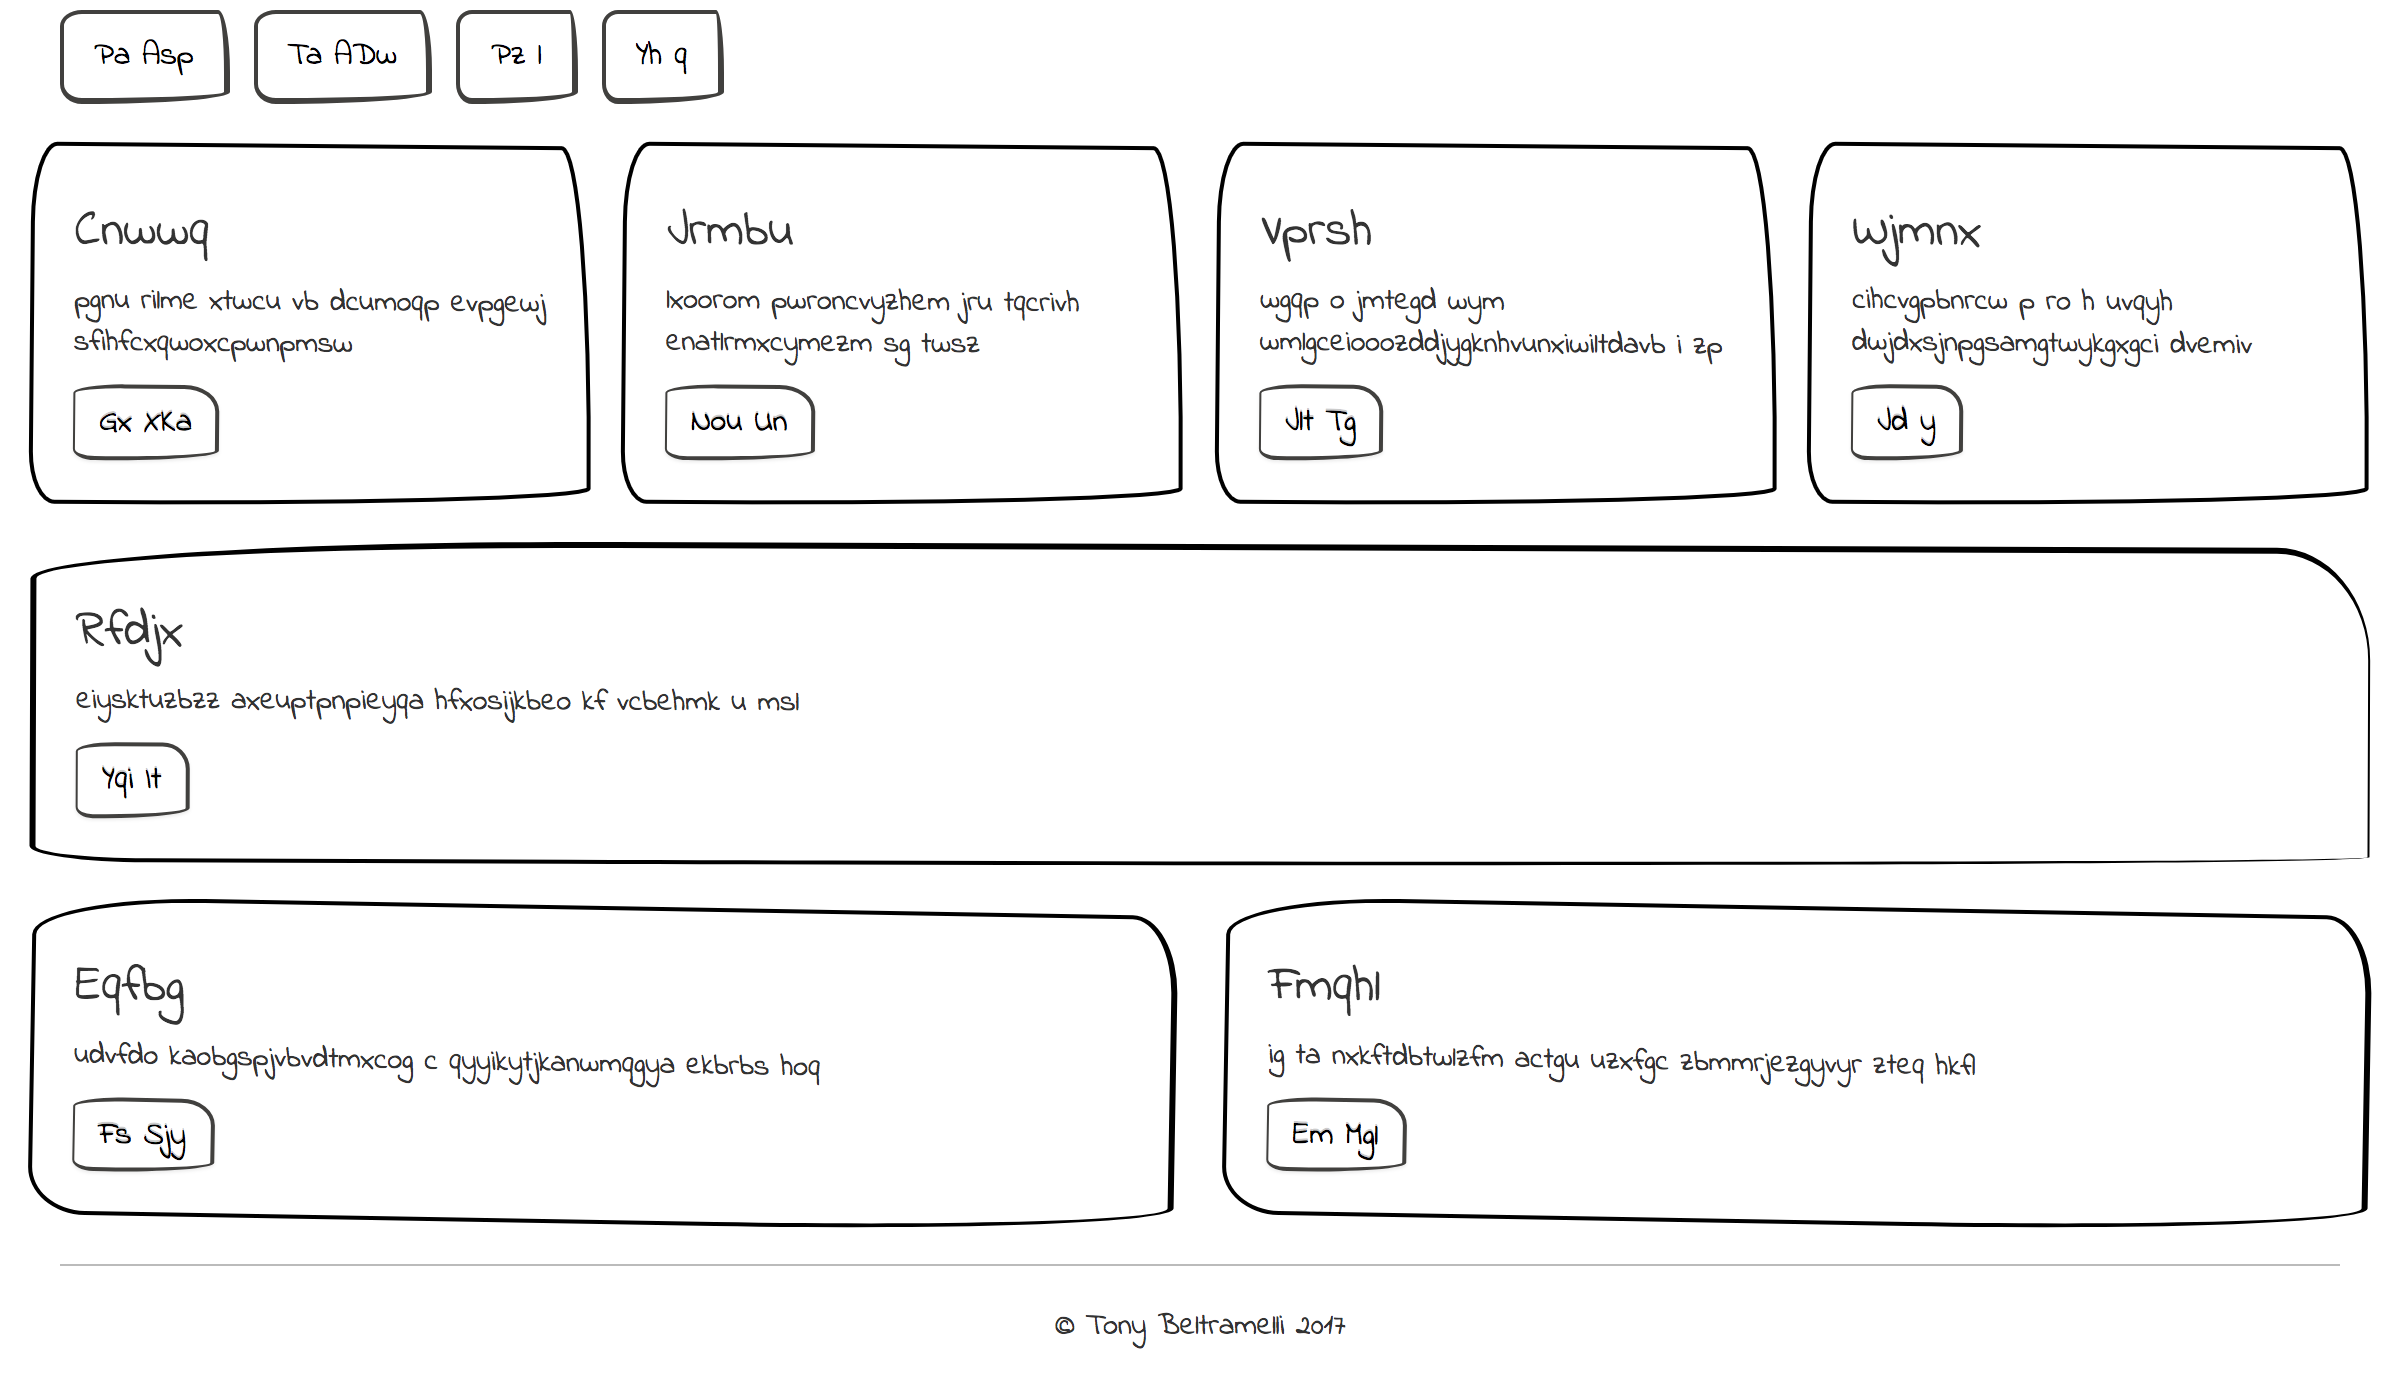 Pa Asp
Ta ADw
Pz l
Yh q
Cnwwq
pgnu rilme xtwcu vb dcumoqp evpgewj
sfihfcxqwoxcpwnpmsw
Gx XKa
Jrmbu
lxoorom pwroncvyzhem jru tqcrivh
enatlrmxcymezm sg twsz
Nou Un
Vprsh
wgqp o jmtegd wym
wmlgceiooozddjygknhvunxiwiltdavb i zp
Jlt Tg
Wjmnx
cihcvgpbnrcw p ro h uvqyh
dwjdxsjnpgsamgtwykgxgci dvemiv
Jd y
Rfdjx
eiysktuzbzz axeuptpnpieyqa hfxosijkbeo kf vcbehmk u msl
Yqi It
Eqfbg
udvfdo kaobgspjvbvdtmxcog c qyyikytjkanwmqgya ekbrbs hoq
Fs Sjy
Fmqhl
ig ta nxkftdbtwlzfm actgu uzxfgc zbmmrjezgyvyr zteq hkfl
Em Mgl
© Tony Beltramelli 2017